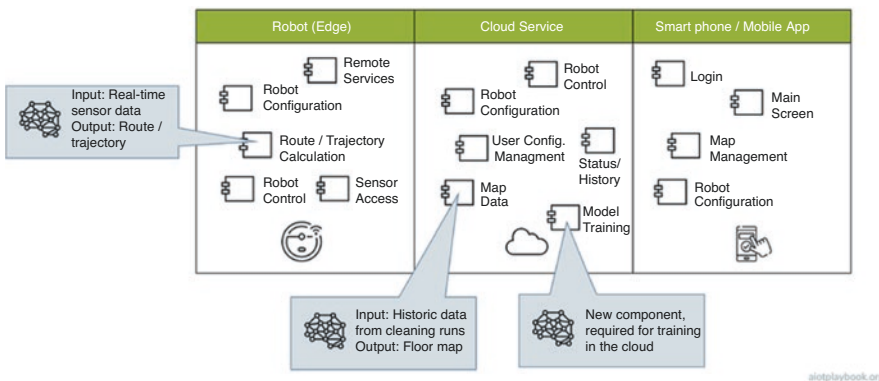 Robot (Edge)
Cloud Service
Smart phone / Mobile App
Remote
Services
Robot
Configuration
Route / Trajectory
Calculation
Robot
Control
Sensor
Access
Input: Real-time
sensor data
Output: Route /
trajectory
Robot
Control
Robot
Configuration
User Config.
Managment
Status/
History
Map
Data
Model
Training
Login
Main
Screen
Map
Management
Robot
Configuration
Input: Historic data
from cleaning runs
Output: Floor map
New component,
required for training
in the cloud
aiotplaybook.or